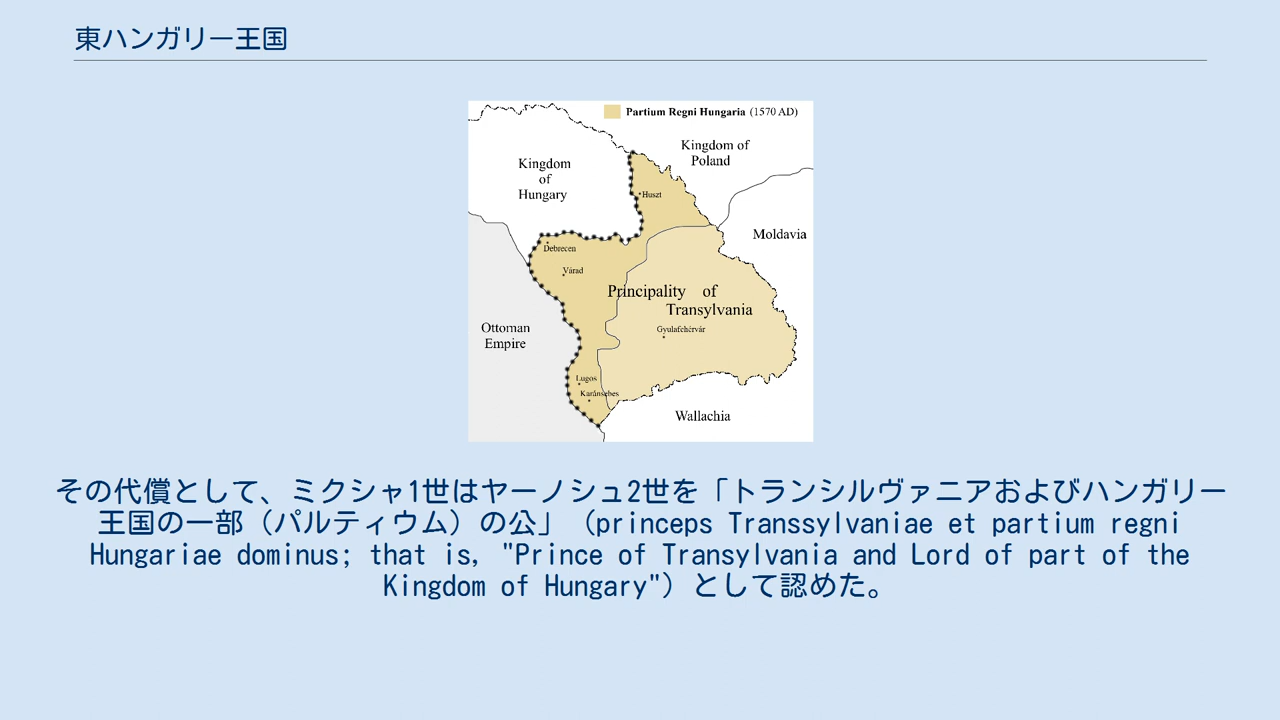 東ハンガリー王国
Partium Regni Hungaria (1570 AD)
Kingdom of
Poland
Kingdom
of
Hungary
Huszt
Moldavia
Debrecen
Várad
Principality of
Transylvania
Gyulafehérvár
Ottoman
Empire
Lugos
Karánsebes
Wallachia
その代償として、ミクシャ1世はヤーノシュ2世を「トランシルヴァニアおよびハンガリー
王国の一部（パルティウム）の公」（princeps Transsylvaniae et partium regni
Hungariae dominus; that is, "Prince of Transylvania and Lord of part of the
Kingdom of Hungary"）として認めた。